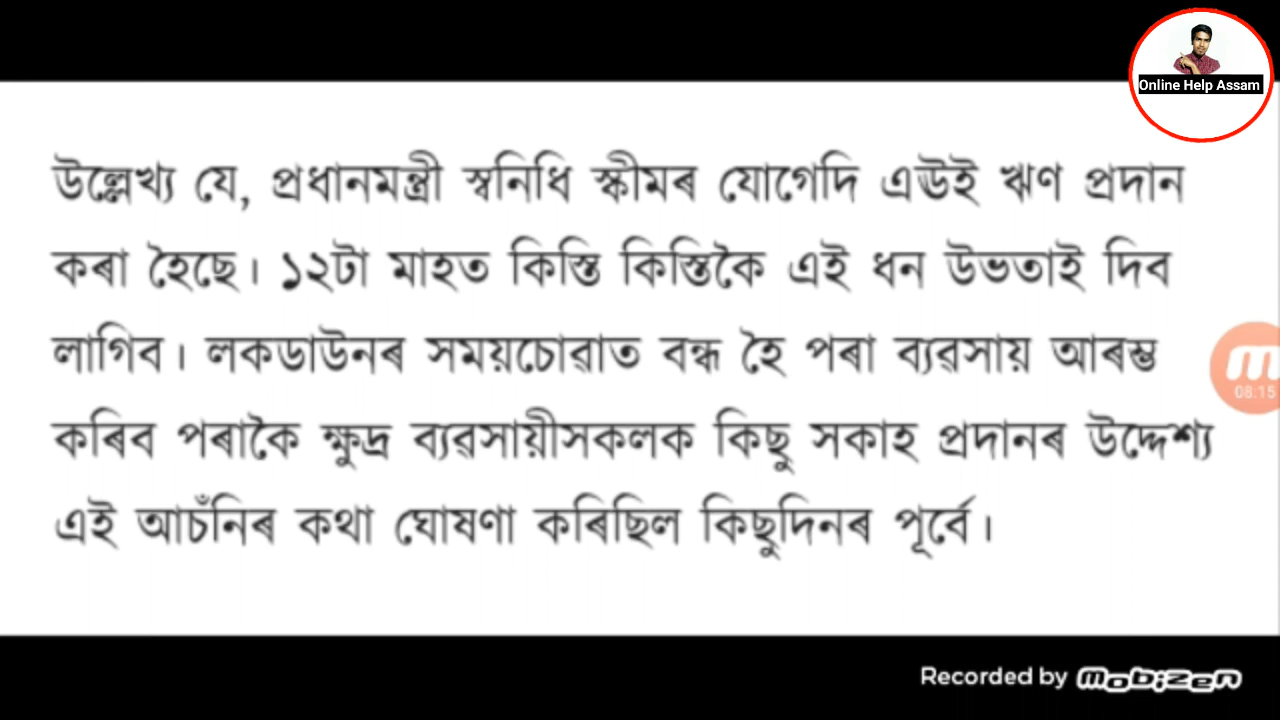 Online Help Assam
উল্লেখ্য যে, প্ৰধানমন্ত্ৰী স্বনিধি স্কীমৰ যোগেদি এঊই ঋণ প্ৰদান
কৰা হৈছে। ১২টা মাহত কিস্তি কিস্তিকৈ এই ধন উভতাই দিব
লাগিব। লকডাউনৰ সময়চোৱাত বন্ধ হৈ পৰা ব্যৱসায় আৰম্ভ
08:15
কৰিব পৰাকৈ ক্ষুদ্ৰ ব্যৱসায়ীসকলক কিছু সকাহ প্ৰদানৰ উদ্দেশ্য
এই আচঁনিৰ কথা ঘোষণা কৰিছিল কিছুদিনৰ পূৰ্বে।
Recorded by mobizen